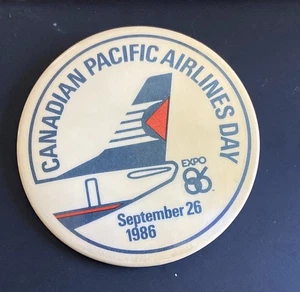 CANADIAN PACIFIC AIRLINES DAY
EXPO
86
September 26
1986